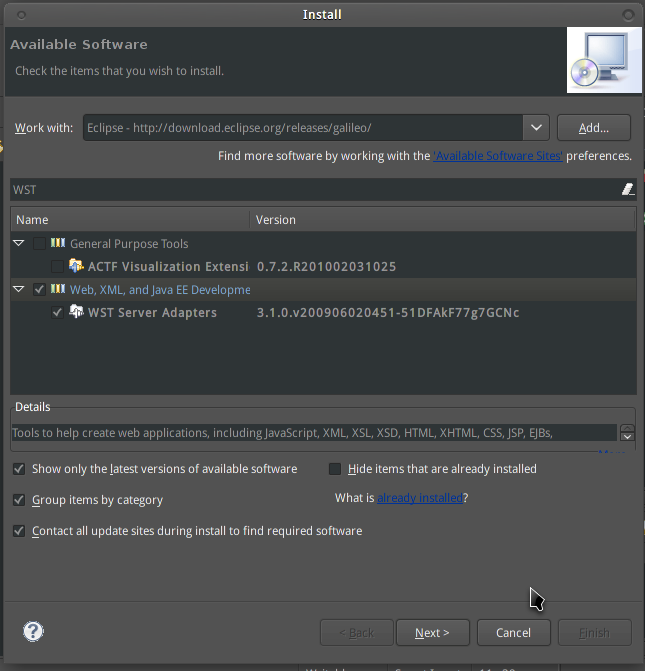 Install
Available Software
Check the items that you wish to install.
Work with: Eclipse - http://download.eclipse.org/releases/galileo/ Add...
Find more software by working with the 'Available Software Sites' preferences.
WST
Name Version
General Purpose Tools
ACTF Visualization Extensi 0.7.2.R201002031025
Web, XML, and Java EE Developme
WST Server Adapters 3.1.0.v200906020451-51DFAkF77g7GCNc
Details
Tools to help create web applications, including JavaScript, XML, XSL, XSD, HTML, XHTML, CSS, JSP, EJBs,
Show only the latest versions of available software Hide items that are already installed
Group items by category What is already installed?
Contact all update sites during install to find required software
? < Back Next > Cancel Finish